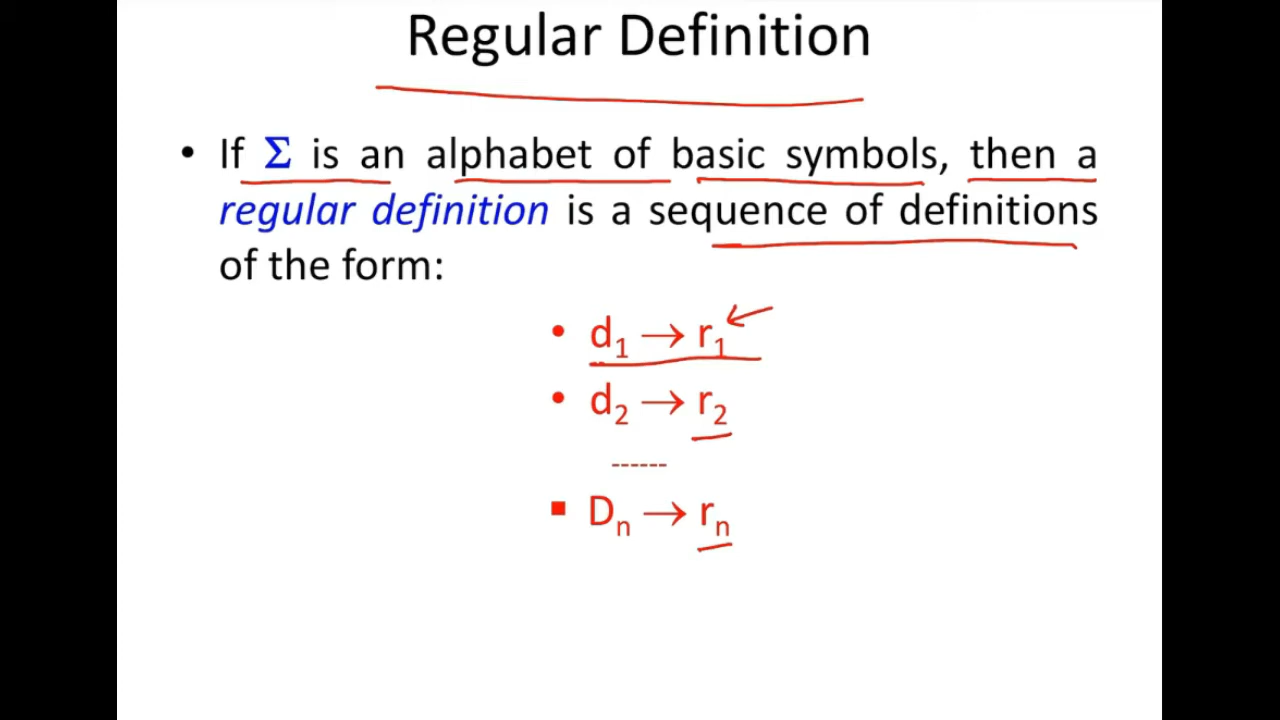 Regular Definition
• If Σ is an alphabet of basic symbols, then a
regular definition is a sequence of definitions
of the form:
• d₁ → r₁
• d₂ → r₂
------
▪ Dₙ → rₙ